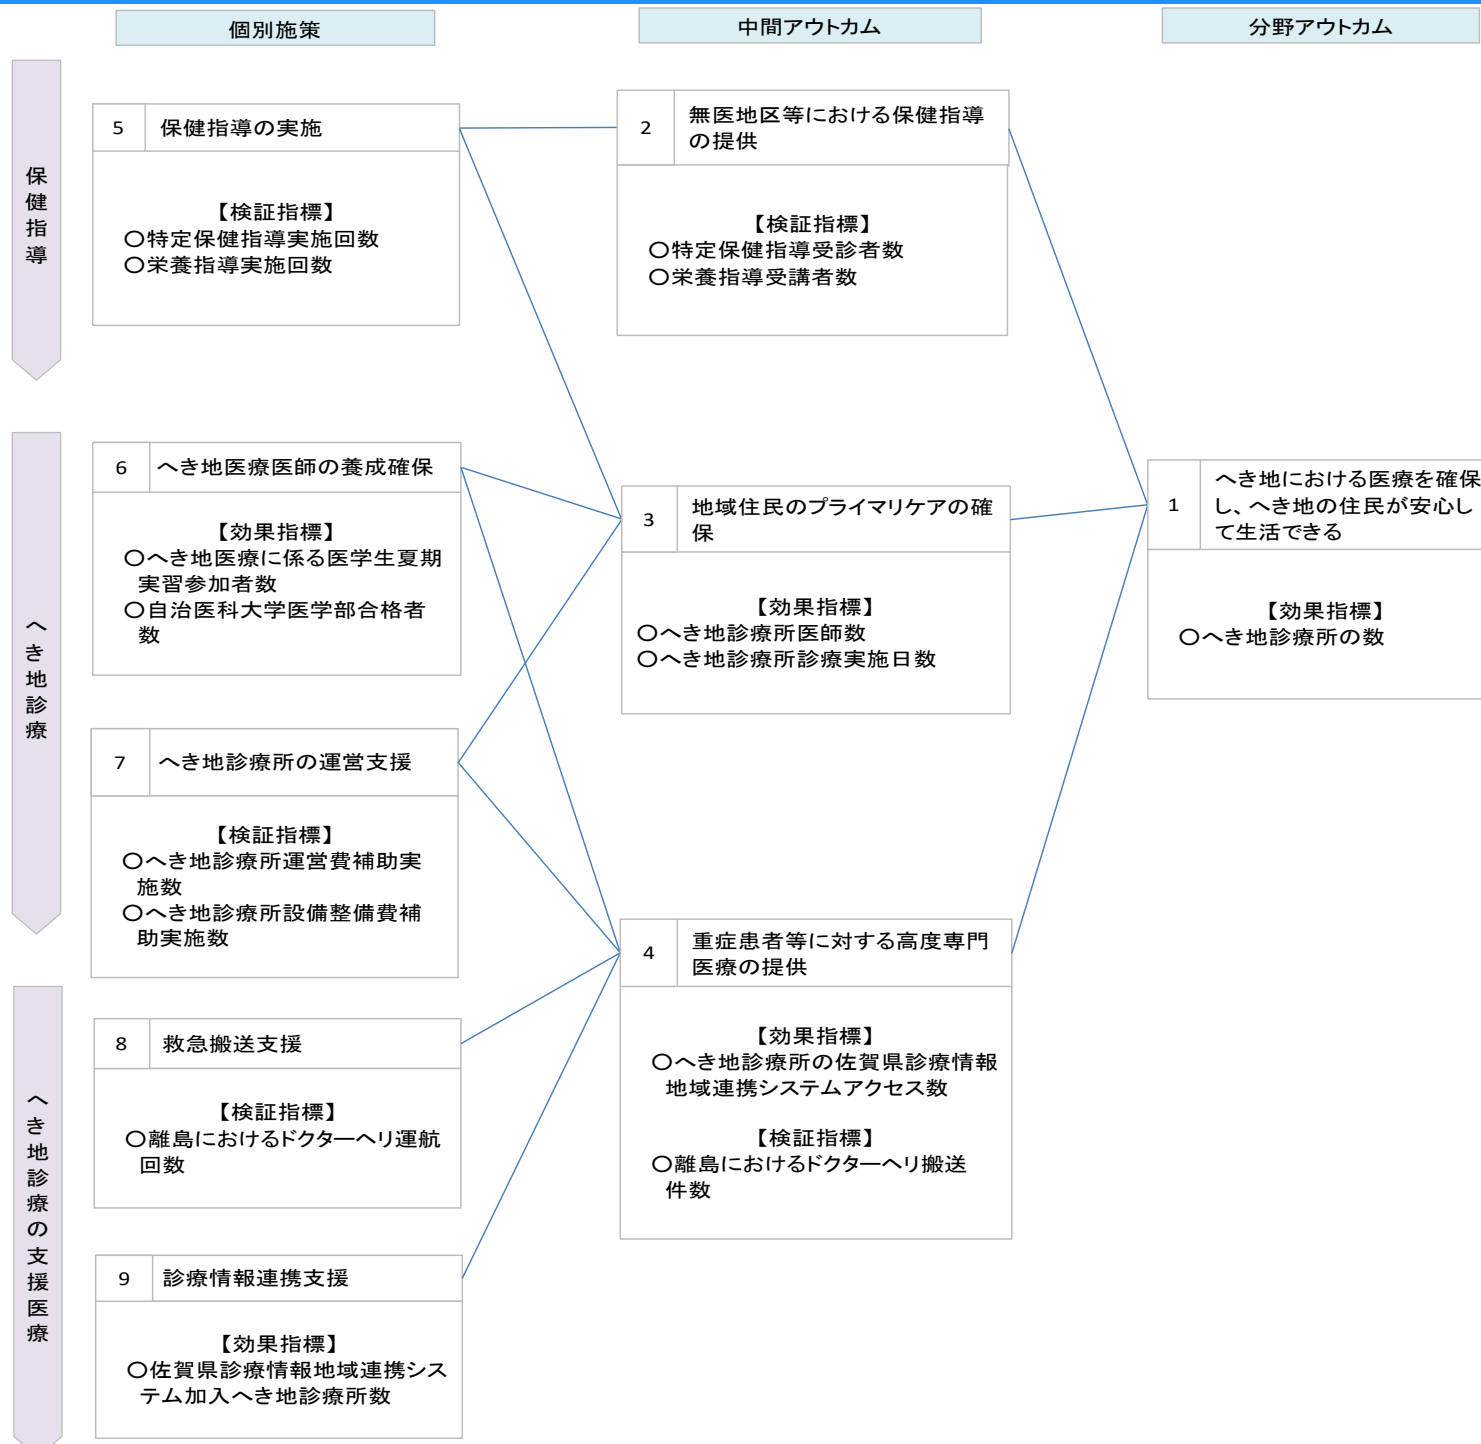 個別施策
中間アウトカム
分野アウトカム
保健指導
5
保健指導の実施
【検証指標】
〇特定保健指導実施回数
〇栄養指導実施回数
2
無医地区等における保健指導
の提供
【検証指標】
〇特定保健指導受診者数
〇栄養指導受講者数
へき地診療
6
へき地医療医師の養成確保
【効果指標】
〇へき地医療に係る医学生夏期
実習参加者数
〇自治医科大学医学部合格者
数
3
地域住民のプライマリケアの確
保
【効果指標】
〇へき地診療所医師数
〇へき地診療所診療実施日数
1
へき地における医療を確保
し、へき地の住民が安心し
て生活できる
【効果指標】
〇へき地診療所の数
7
へき地診療所の運営支援
【検証指標】
〇へき地診療所運営費補助実
施数
〇へき地診療所設備整備費補
助実施数
4
重症患者等に対する高度専門
医療の提供
【効果指標】
〇へき地診療所の佐賀県診療情報
地域連携システムアクセス数
【検証指標】
〇離島におけるドクターヘリ搬送
件数
へき地診療の支援医療
8
救急搬送支援
【検証指標】
〇離島におけるドクターヘリ運航
回数
9
診療情報連携支援
【効果指標】
〇佐賀県診療情報地域連携シス
テム加入へき地診療所数